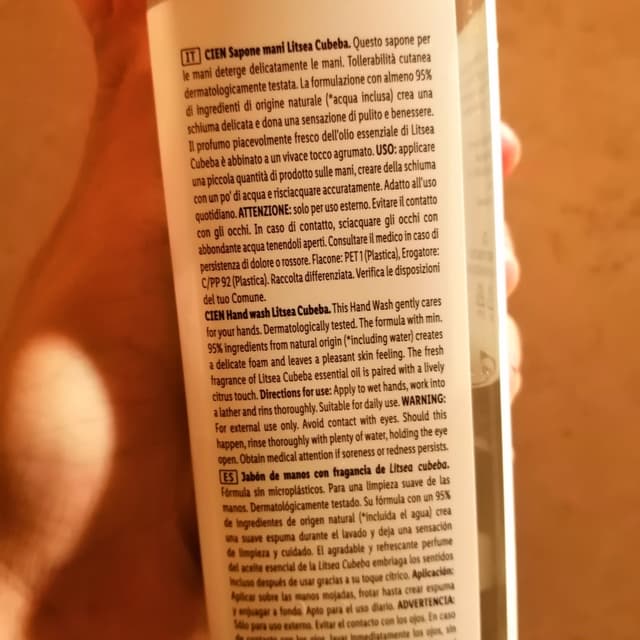 IT CIEN Sapone mani Litsea Cubeba. Questo sapone per
le mani deterge delicatamente le mani. Tollerabilità cutanea
dermatologicamente testata. La formulazione con almeno 95%
di ingredienti di origine naturale (*acqua inclusa) crea una
schiuma delicata e dona una sensazione di pulito e benessere.
Il profumo piacevolmente fresco dell'olio essenziale di Litsea
Cubeba è abbinato a un vivace tocco agrumato. USO: applicare
una piccola quantità di prodotto sulle mani, creare della schiuma
con un po' di acqua e risciacquare accuratamente. Adatto all'uso
quotidiano. ATTENZIONE: solo per uso esterno. Evitare il contatto
con gli occhi. In caso di contatto, sciacquare gli occhi con
abbondante acqua tenendoli aperti. Consultare il medico in caso di
persistenza di dolore o rossore. Flacone: PET 1 (Plastica), Erogatore:
C/PP 92 (Plastica). Raccolta differenziata. Verifica le disposizioni
del tuo Comune.
CIEN Hand wash Litsea Cubeba. This Hand Wash gently cares
for your hands. Dermatologically tested. The formula with min.
95% ingredients from natural origin (*including water) creates
a delicate foam and leaves a pleasant skin feeling. The fresh
fragrance of Litsea Cubeba essential oil is paired with a lively
citrus touch. Directions for use: Apply to wet hands, work into
a lather and rins thoroughly. Suitable for daily use. WARNING:
For external use only. Avoid contact with eyes. Should this
happen, rinse thoroughly with plenty of water, holding the eye
open. Obtain medical attention if soreness or redness persists.
ES Jabón de manos con fragancia de Litsea cubeba.
Fórmula sin microplásticos. Para una limpieza suave de las
manos. Dermatológicamente testado. Su fórmula con un 95%
de ingredientes de origen natural (*incluida el agua) crea
una suave espuma durante el lavado y deja una sensación
de limpieza y cuidado. El agradable y refrescante perfume
del aceite esencial de la Litsea Cubeba embriaga los sentidos
incluso después de usar gracias a su toque cítrico. Aplicación:
Aplicar sobre las manos mojadas, frotar hasta crear espuma
y enjuagar a fondo. Apto para el uso diario. ADVERTENCIA:
Sólo para uso externo. Evitar el contacto con los ojos. En caso
de contacto con los ojos, lavar inmediatamente los ojos, sin